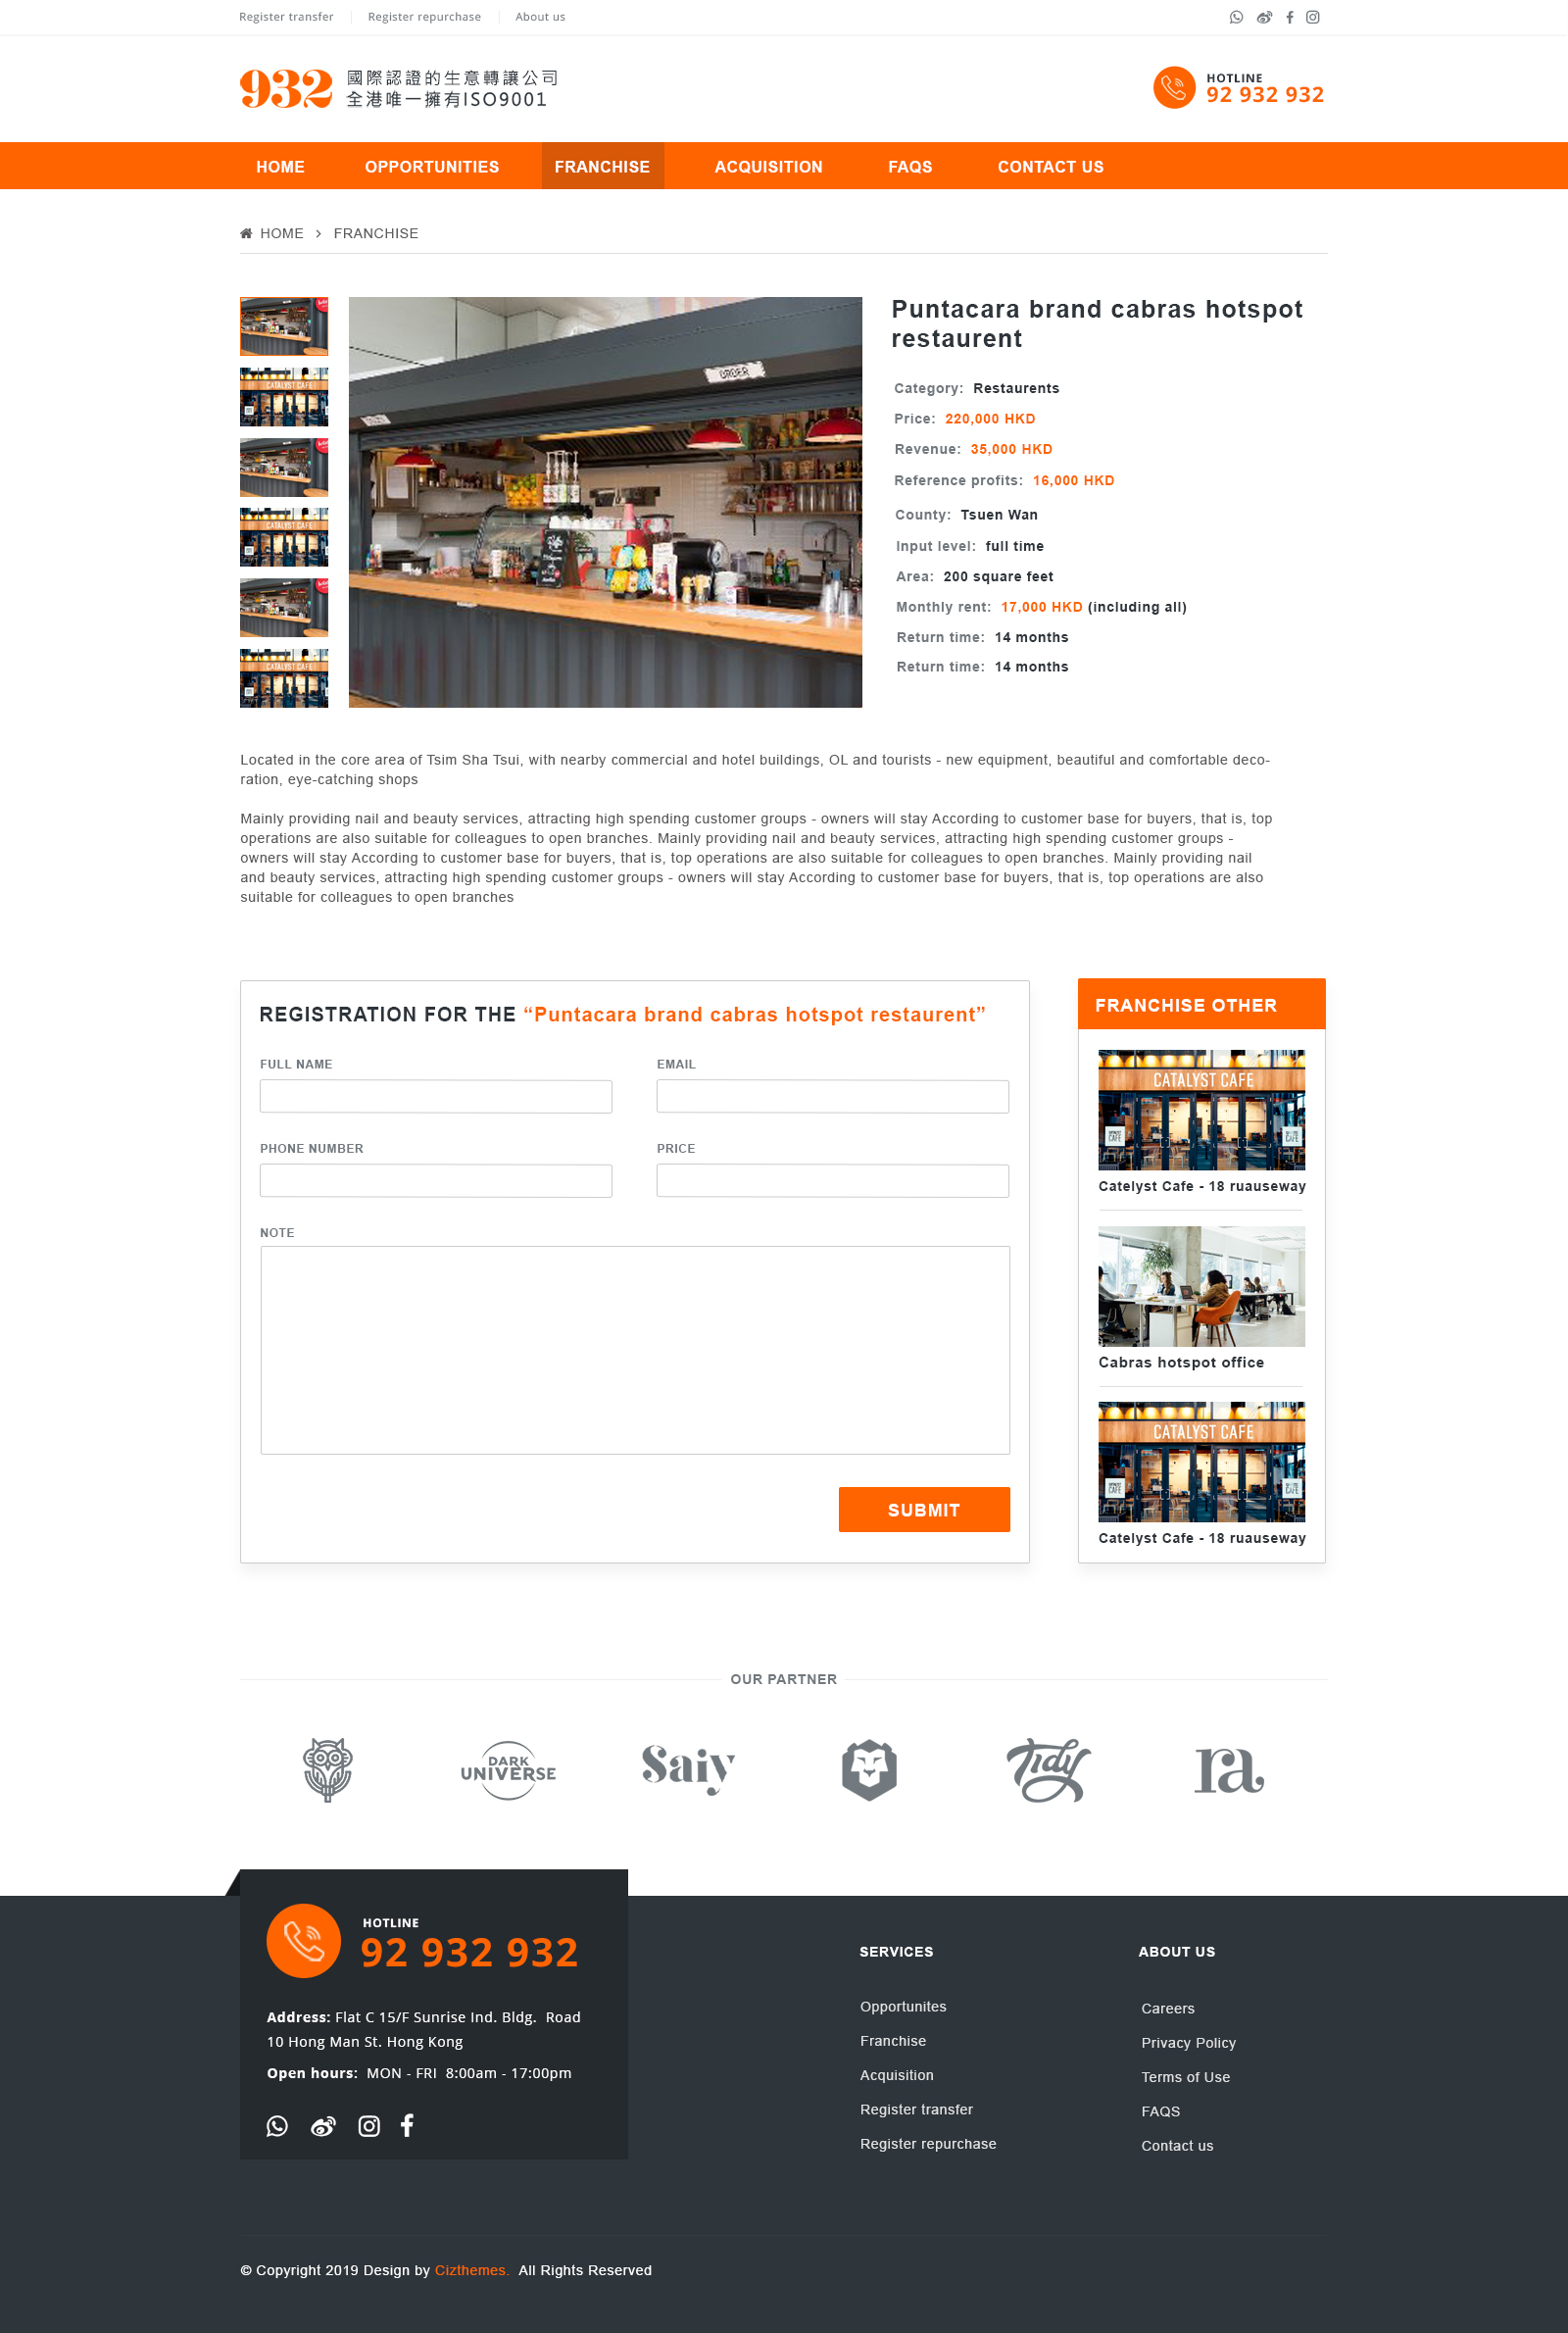 Register transfer
Register repurchase
About us
932
國際認證的生意轉讓公司
全港唯一擁有ISO9001
HOTLINE
92 932 932
HOME
OPPORTUNITIES
FRANCHISE
ACQUISITION
FAQS
CONTACT US
HOME > FRANCHISE
CATALYST CAFE
CATALYST CAFE
CATALYST CAFE
ORDER
Puntacara brand cabras hotspot
restaurent
Category: Restaurents
Price: 220,000 HKD
Revenue: 35,000 HKD
Reference profits: 16,000 HKD
County: Tsuen Wan
Input level: full time
Area: 200 square feet
Monthly rent: 17,000 HKD (including all)
Return time: 14 months
Return time: 14 months
Located in the core area of Tsim Sha Tsui, with nearby commercial and hotel buildings, OL and tourists - new equipment, beautiful and comfortable deco-
ration, eye-catching shops
Mainly providing nail and beauty services, attracting high spending customer groups - owners will stay According to customer base for buyers, that is, top
operations are also suitable for colleagues to open branches. Mainly providing nail and beauty services, attracting high spending customer groups -
owners will stay According to customer base for buyers, that is, top operations are also suitable for colleagues to open branches. Mainly providing nail
and beauty services, attracting high spending customer groups - owners will stay According to customer base for buyers, that is, top operations are also
suitable for colleagues to open branches
REGISTRATION FOR THE “Puntacara brand cabras hotspot restaurent”
FULL NAME
EMAIL
PHONE NUMBER
PRICE
NOTE
SUBMIT
FRANCHISE OTHER
CATALYST CAFE
CAFE
CAFE
Catelyst Cafe - 18 ruauseway
Cabras hotspot office
CATALYST CAFE
CAFE
CAFE
Catelyst Cafe - 18 ruauseway
OUR PARTNER
DARK
UNIVERSE
Saiy
Tidy
ra
HOTLINE
92 932 932
Address: Flat C 15/F Sunrise Ind. Bldg. Road
10 Hong Man St. Hong Kong
Open hours: MON - FRI 8:00am - 17:00pm
SERVICES
Opportunites
Franchise
Acquisition
Register transfer
Register repurchase
ABOUT US
Careers
Privacy Policy
Terms of Use
FAQS
Contact us
© Copyright 2019 Design by Cizthemes. All Rights Reserved